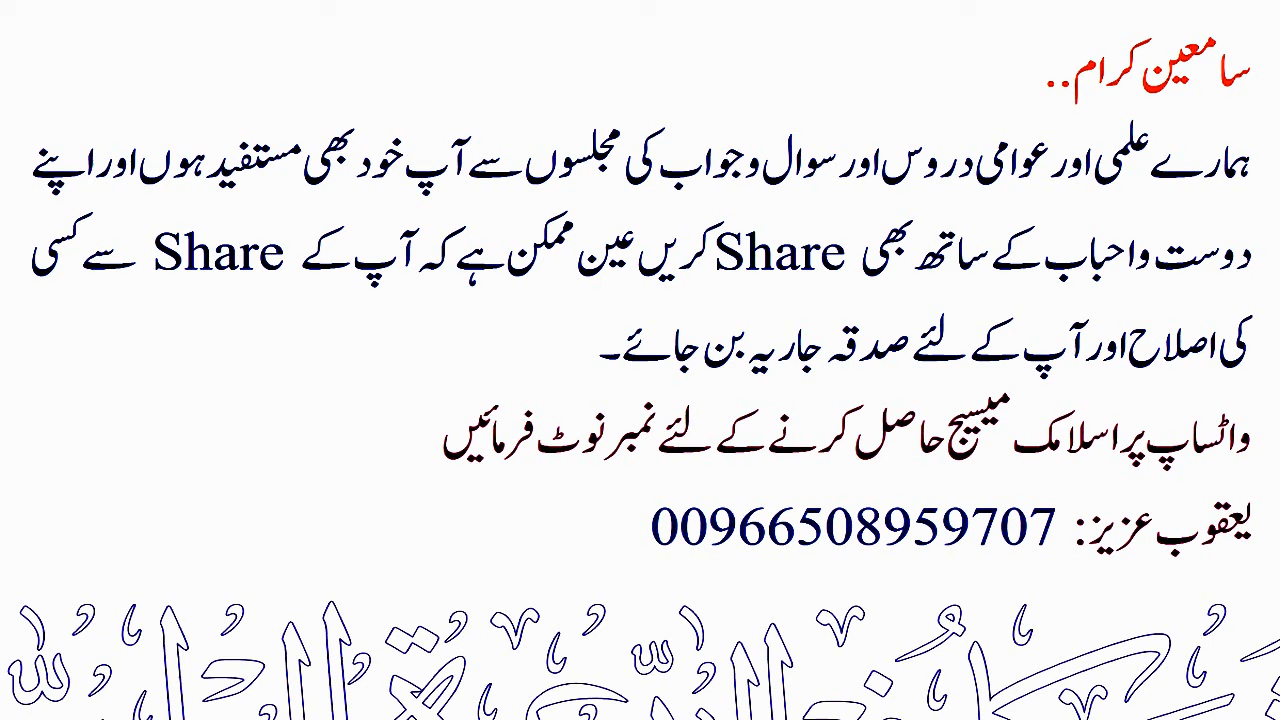 سامعین کرام..
ہمارے علمی اور عوامی دروس اور سوال وجواب کی مجلسوں سے آپ خود بھی مستفید ہوں اور اپنے
دوست واحباب کے ساتھ بھی Share کریں عین ممکن ہے کہ آپ کے Share سے کسی
کی اصلاح اور آپ کے لئے صدقہ جاریہ بن جائے۔
واٹساپ پر اسلامک میسیج حاصل کرنے کے لئے نمبر نوٹ فرمائیں
یعقوب عزیز: 00966508959707